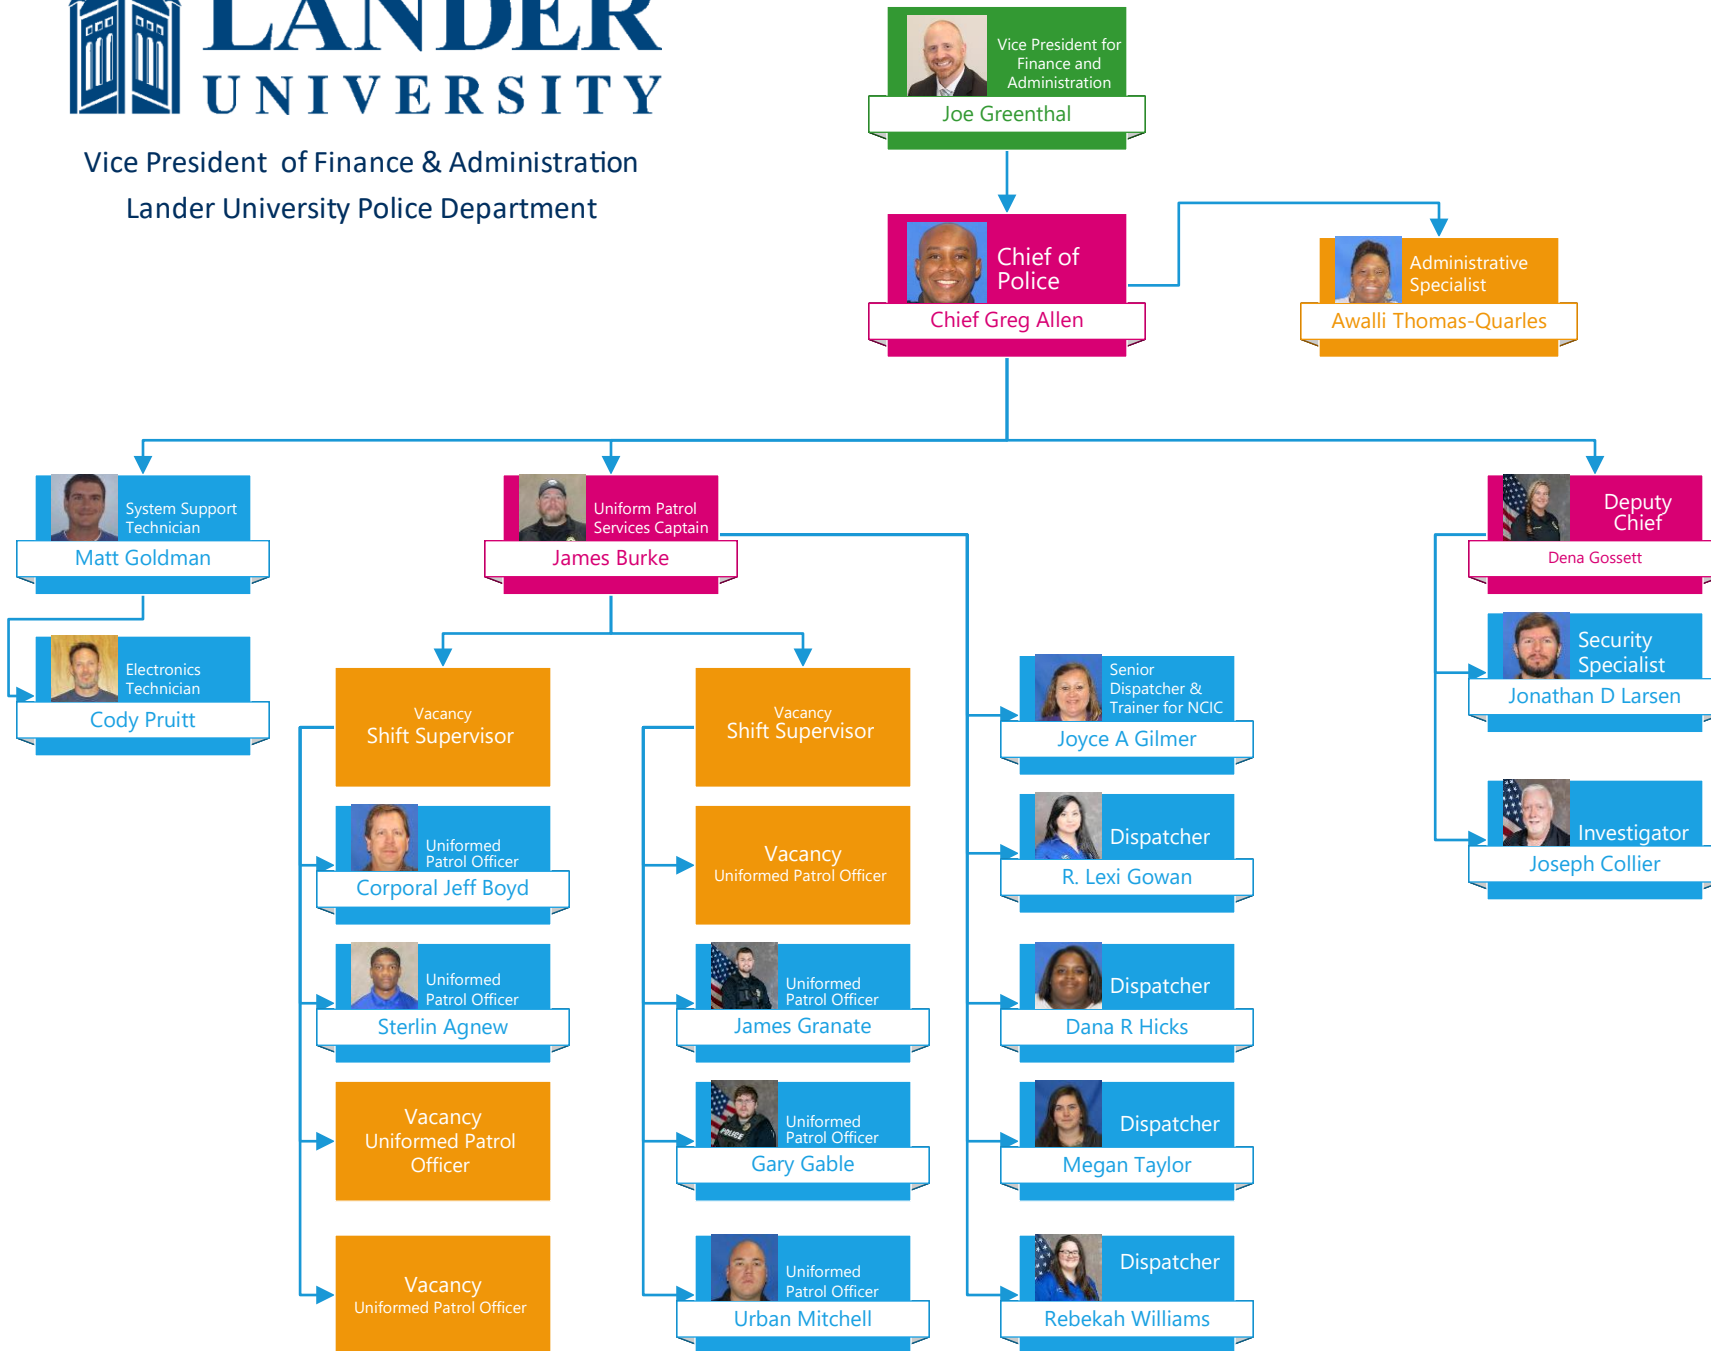 LANDER
UNIVERSITY
Vice President of Finance & Administration
Lander University Police Department
Vice President for
Finance and
Administration
Joe Greenthal
Chief of
Police
Chief Greg Allen
Administrative
Specialist
Awalli Thomas-Quarles
System Support
Technician
Matt Goldman
Electronics
Technician
Cody Pruitt
Uniform Patrol
Services Captain
James Burke
Vacancy
Shift Supervisor
Uniformed
Patrol Officer
Corporal Jeff Boyd
Uniformed
Patrol Officer
Sterlin Agnew
Vacancy
Uniformed Patrol
Officer
Vacancy
Uniformed Patrol Officer
Vacancy
Shift Supervisor
Vacancy
Uniformed Patrol Officer
Uniformed
Patrol Officer
James Granate
POLICE
Uniformed
Patrol Officer
Gary Gable
Uniformed
Patrol Officer
Urban Mitchell
Senior
Dispatcher &
Trainer for NCIC
Joyce A Gilmer
Dispatcher
R. Lexi Gowan
Dispatcher
Dana R Hicks
Dispatcher
Megan Taylor
Dispatcher
Rebekah Williams
Deputy
Chief
Dena Gossett
Security
Specialist
Jonathan D Larsen
Investigator
Joseph Collier